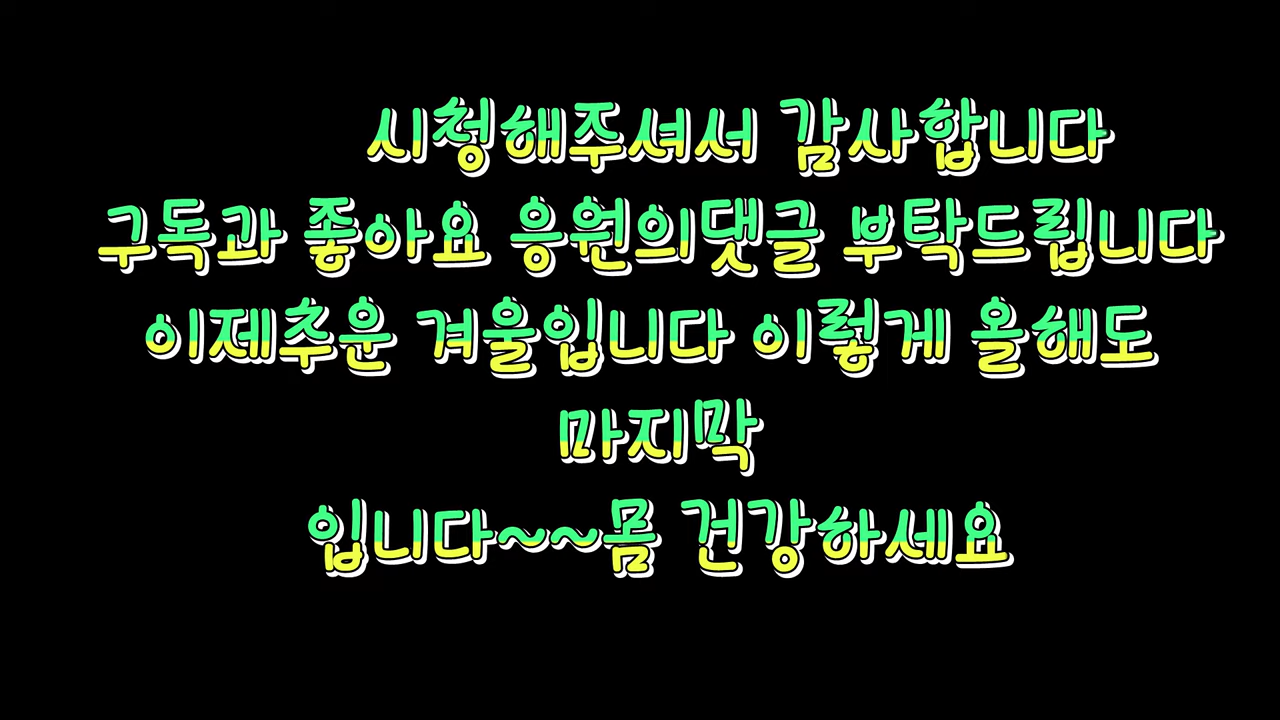 시청해주셔서 감사합니다
구독과 좋아요 응원의댓글 부탁드립니다
이제추운 겨울입니다 이렇게 올해도
마지막
입니다~~몸 건강하세요